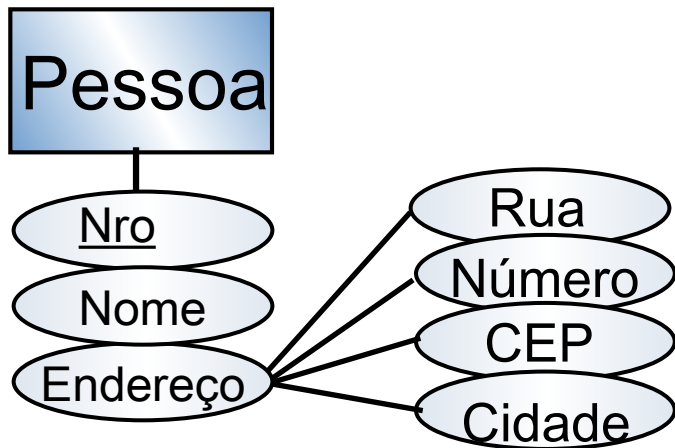 Pessoa
Nro
Nome
Endereço
Rua
Número
CEP
Cidade